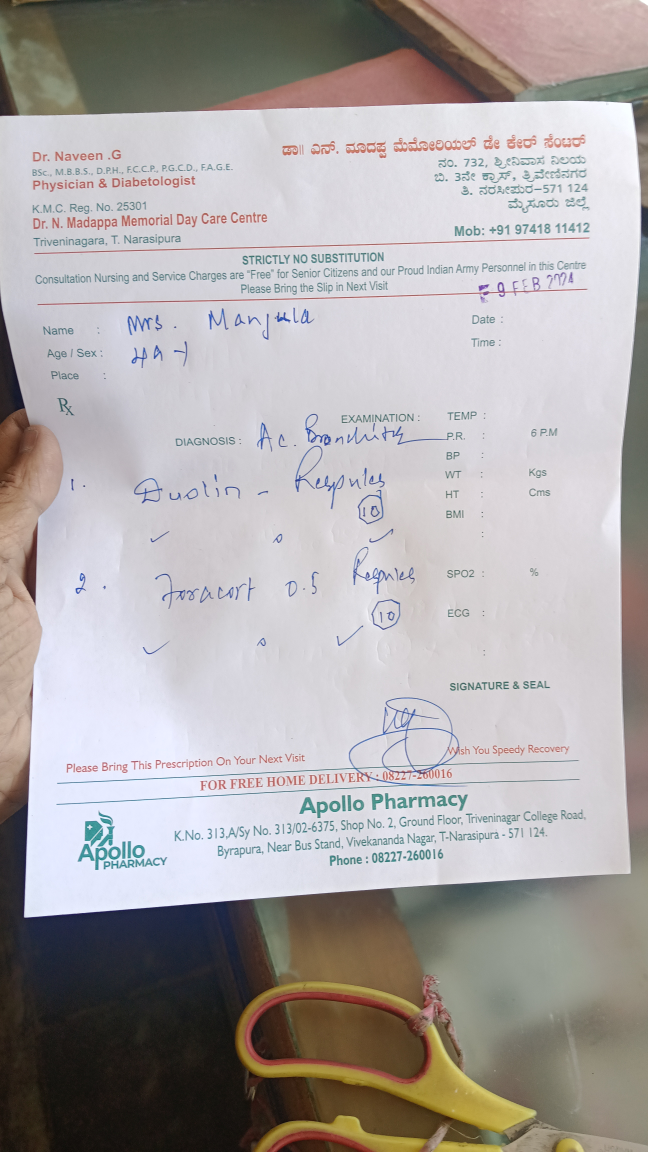 Dr. Naveen .G
BSc., M.B.B.S., D.P.H., F.C.C.P., P.G.C.D., F.A.G.E.
Physician & Diabetologist
K.M.C. Reg. No. 25301
Dr. N. Madappa Memorial Day Care Centre
Triveninagara, T. Narasipura
ಡಾ|| ಎನ್. ಮಾದಪ್ಪ ಮೆಮೋರಿಯಲ್ ಡೇ ಕೇರ್ ಸೆಂಟರ್
ನಂ. 732, ಶ್ರೀನಿವಾಸ ನಿಲಯ
ಬಿ. 3ನೇ ಕ್ರಾಸ್, ತ್ರಿವೇಣಿನಗರ
ತಿ. ನರಸೀಪುರ-571 124
ಮೈಸೂರು ಜಿಲ್ಲೆ
Mob: +91 97418 11412
STRICTLY NO SUBSTITUTION
Consultation Nursing and Service Charges are “Free” for Senior Citizens and our Proud Indian Army Personnel in this Centre
Please Bring the Slip in Next Visit
9 FEB 2024
Name : Mrs. Manjula
Date :
Age / Sex :
Time :
Place :
Rx
EXAMINATION :
TEMP :
DIAGNOSIS : Ac. Bronchitis
P.R. : 6 P.M
BP :
1. Duolin - Respules
WT : Kgs
HT : Cms
10
BMI :
:
2. Foracort 0.5 Respules
SPO2 : %
10
ECG :
:
SIGNATURE & SEAL
Please Bring This Prescription On Your Next Visit
Wish You Speedy Recovery
FOR FREE HOME DELIVERY : 08227-260016
Apollo Pharmacy
K.No. 313,A/Sy No. 313/02-6375, Shop No. 2, Ground Floor, Triveninagar College Road,
Byrapura, Near Bus Stand, Vivekananda Nagar, T-Narasipura - 571 124.
Phone : 08227-260016
Apollo
PHARMACY